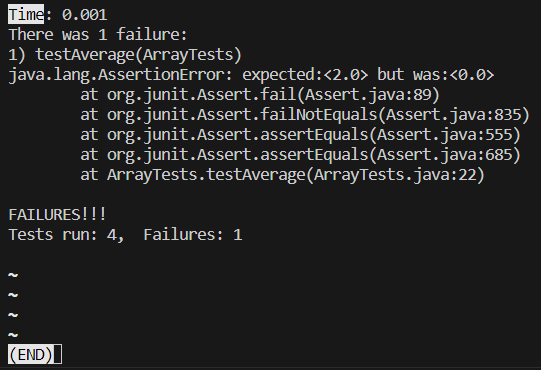 Time: 0.001
There was 1 failure:
1) testAverage(ArrayTests)
java.lang.AssertionError: expected:<2.0> but was:<0.0>
        at org.junit.Assert.fail(Assert.java:89)
        at org.junit.Assert.failNotEquals(Assert.java:835)
        at org.junit.Assert.assertEquals(Assert.java:555)
        at org.junit.Assert.assertEquals(Assert.java:685)
        at ArrayTests.testAverage(ArrayTests.java:22)

FAILURES!!!
Tests run: 4,  Failures: 1

~
~
~
~
(END)